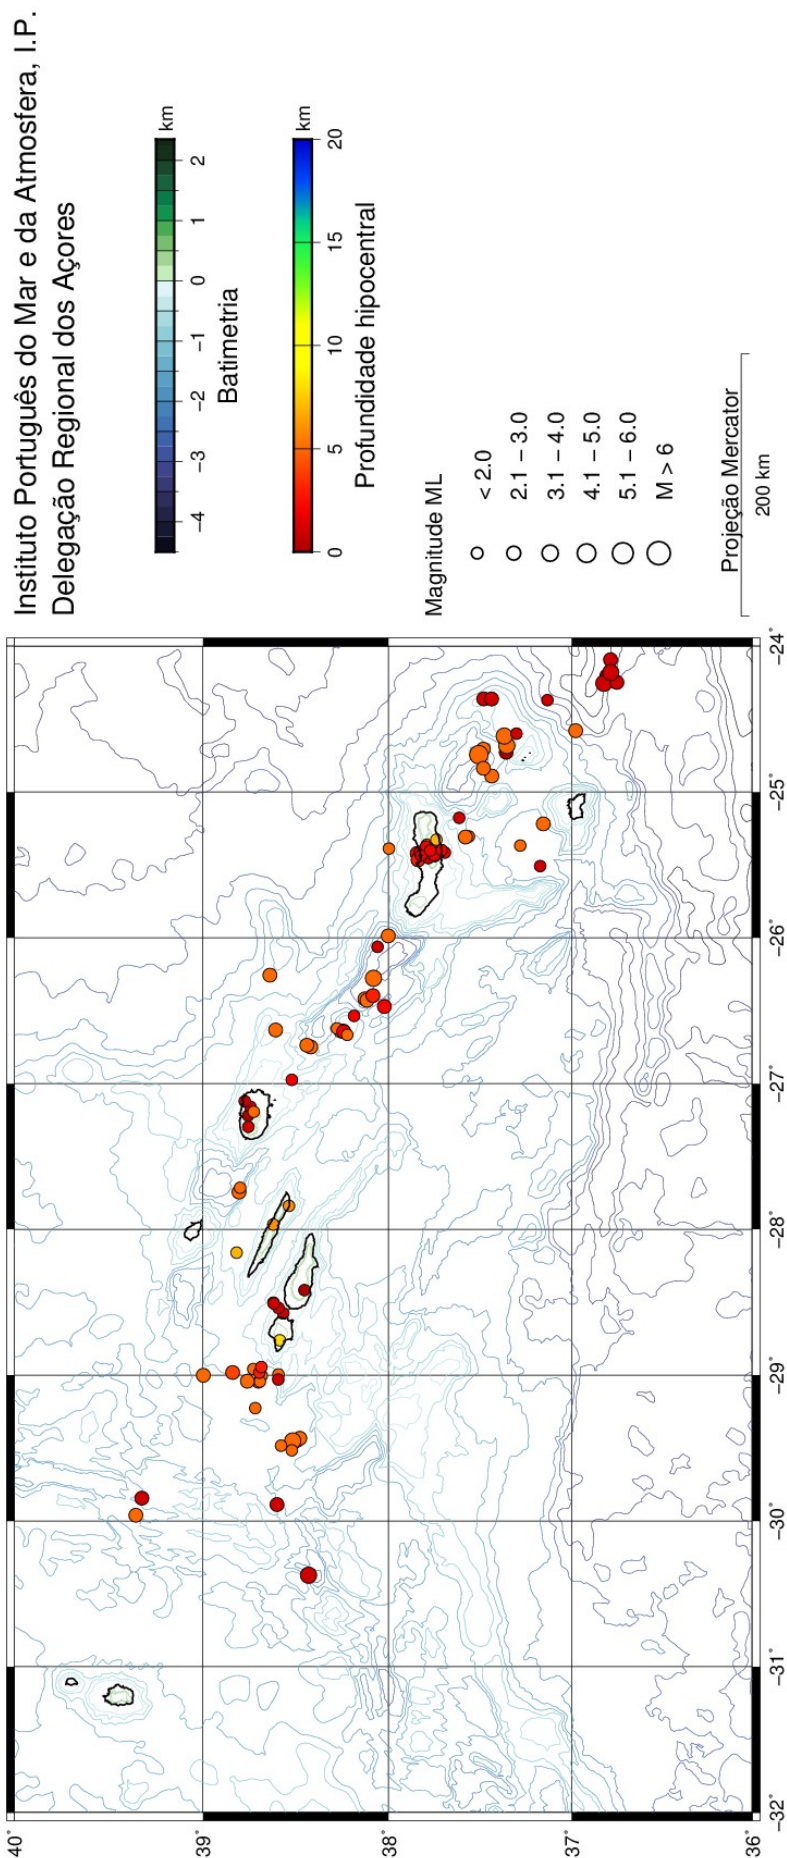 Instituto Português do Mar e da Atmosfera, I.P.
Delegação Regional dos Açores
km
−4 −3 −2 −1 0 1 2
Batimetria
km
0 5 10 15 20
Profundidade hipocentral
Magnitude ML
< 2.0
2.1 − 3.0
3.1 − 4.0
4.1 − 5.0
5.1 − 6.0
M > 6
Projeção Mercator
200 km
40°
39°
38°
37°
36°
−32° −31° −30° −29° −28° −27° −26° −25° −24°